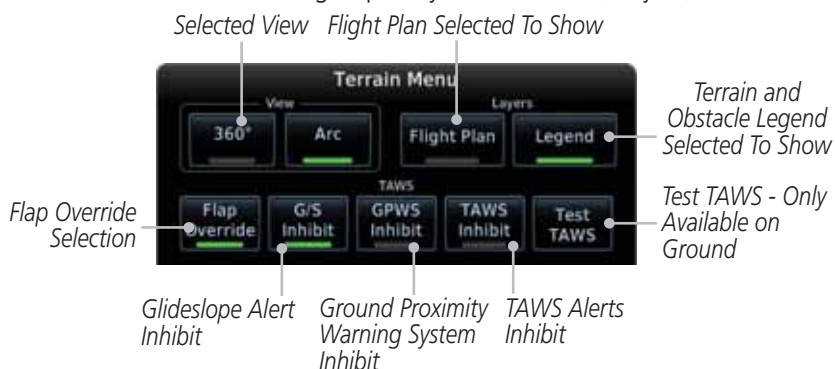 Selected View Flight Plan Selected To Show
Terrain Menu
View
Layers
360°
Arc
Flight Plan
Legend
Terrain and
Obstacle Legend
Selected To Show
TAWS
Flap
Override
G/S
Inhibit
GPWS
Inhibit
TAWS
Inhibit
Test
TAWS
Flap Override
Selection
Test TAWS - Only
Available on
Ground
Glideslope Alert
Inhibit
Ground Proximity
Warning System
Inhibit
TAWS Alerts
Inhibit